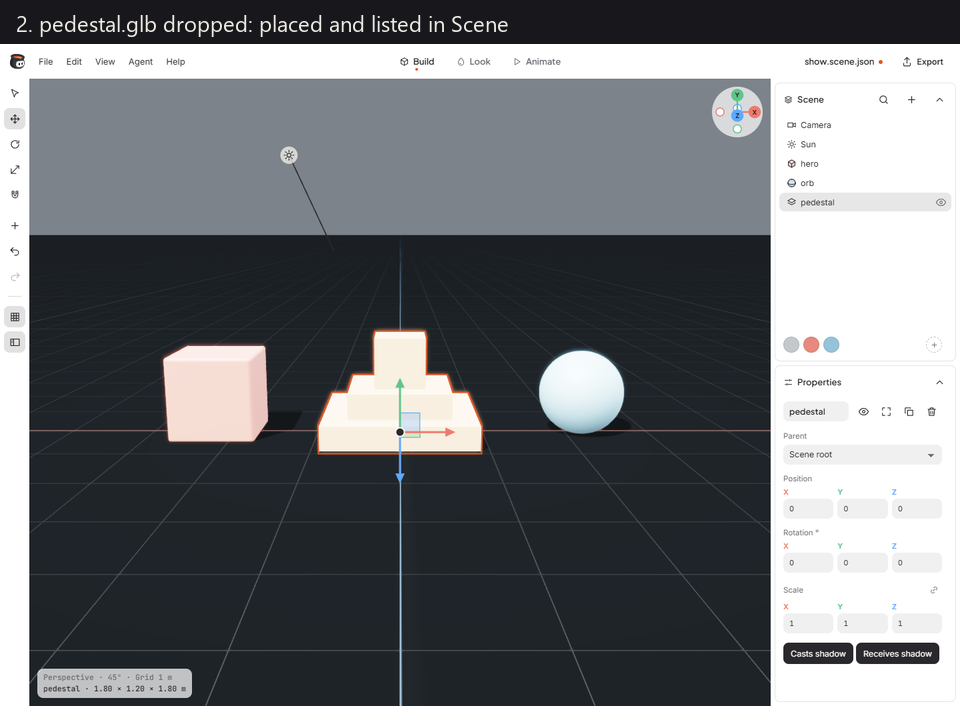 2. pedestal.glb dropped: placed and listed in Scene
File Edit View Agent Help
Build Look Animate
show.scene.json Export
Y
X
Z
Scene
Camera
Sun
hero
orb
pedestal
Properties
pedestal
Parent
Scene root
Position
X Y Z
0 0 0
Rotation °
X Y Z
0 0 0
Scale
X Y Z
1 1 1
Casts shadow Receives shadow
Perspective · 45° · Grid 1 m
pedestal · 1.80 × 1.20 × 1.80 m